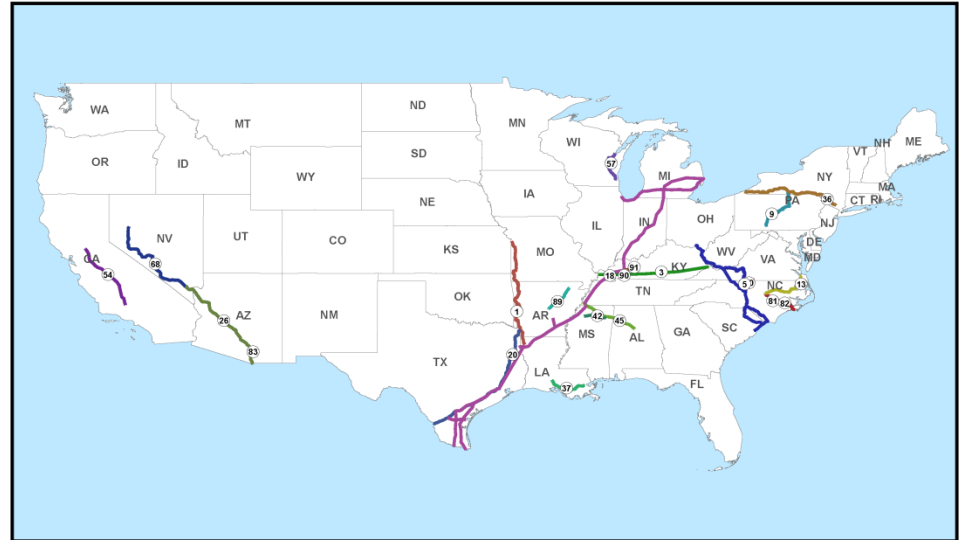 WA
MT
ND
MN
OR
ID
SD
WI
57
WY
IA
MI
NE
NV
UT
CO
KS
CA
54
68
26
AZ
83
NM
OK
TX
1
20
MO
IL
IN
OH
18
90
91
3
KY
TN
89
AR
42
45
MS
AL
GA
LA
37
FL
SC
NC
5
81
82
13
WV
VA
PA
9
NY
36
VT
NH
ME
MA
CT
RI
NJ
DE
MD